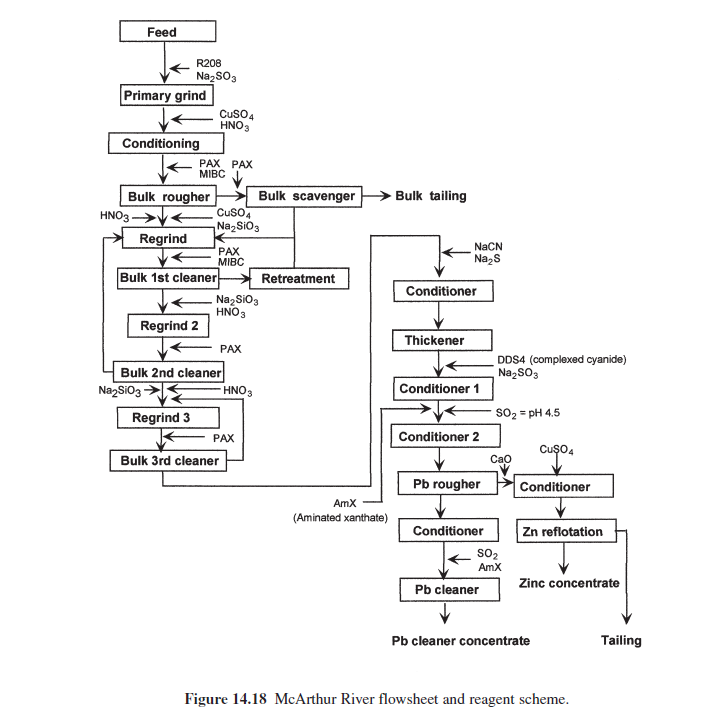 Feed
R208
Na2SO3
Primary grind
CuSO4
HNO3
Conditioning
PAX PAX
MIBC
Bulk rougher
Bulk scavenger
Bulk tailing
HNO3
CuSO4
Na2SiO3
Regrind
PAX
MIBC
Bulk 1st cleaner
Retreatment
Na2SiO3
HNO3
Regrind 2
PAX
Bulk 2nd cleaner
Na2SiO3
HNO3
Regrind 3
PAX
Bulk 3rd cleaner
NaCN
Na2S
Conditioner
Thickener
DDS4 (complexed cyanide)
Na2SO3
Conditioner 1
SO2 = pH 4.5
Conditioner 2
AmX
(Aminated xanthate)
Pb rougher
CaO
CuSO4
Conditioner
Conditioner
Zn reflotation
SO2
AmX
Pb cleaner
Zinc concentrate
Pb cleaner concentrate
Tailing
Figure 14.18 McArthur River flowsheet and reagent scheme.